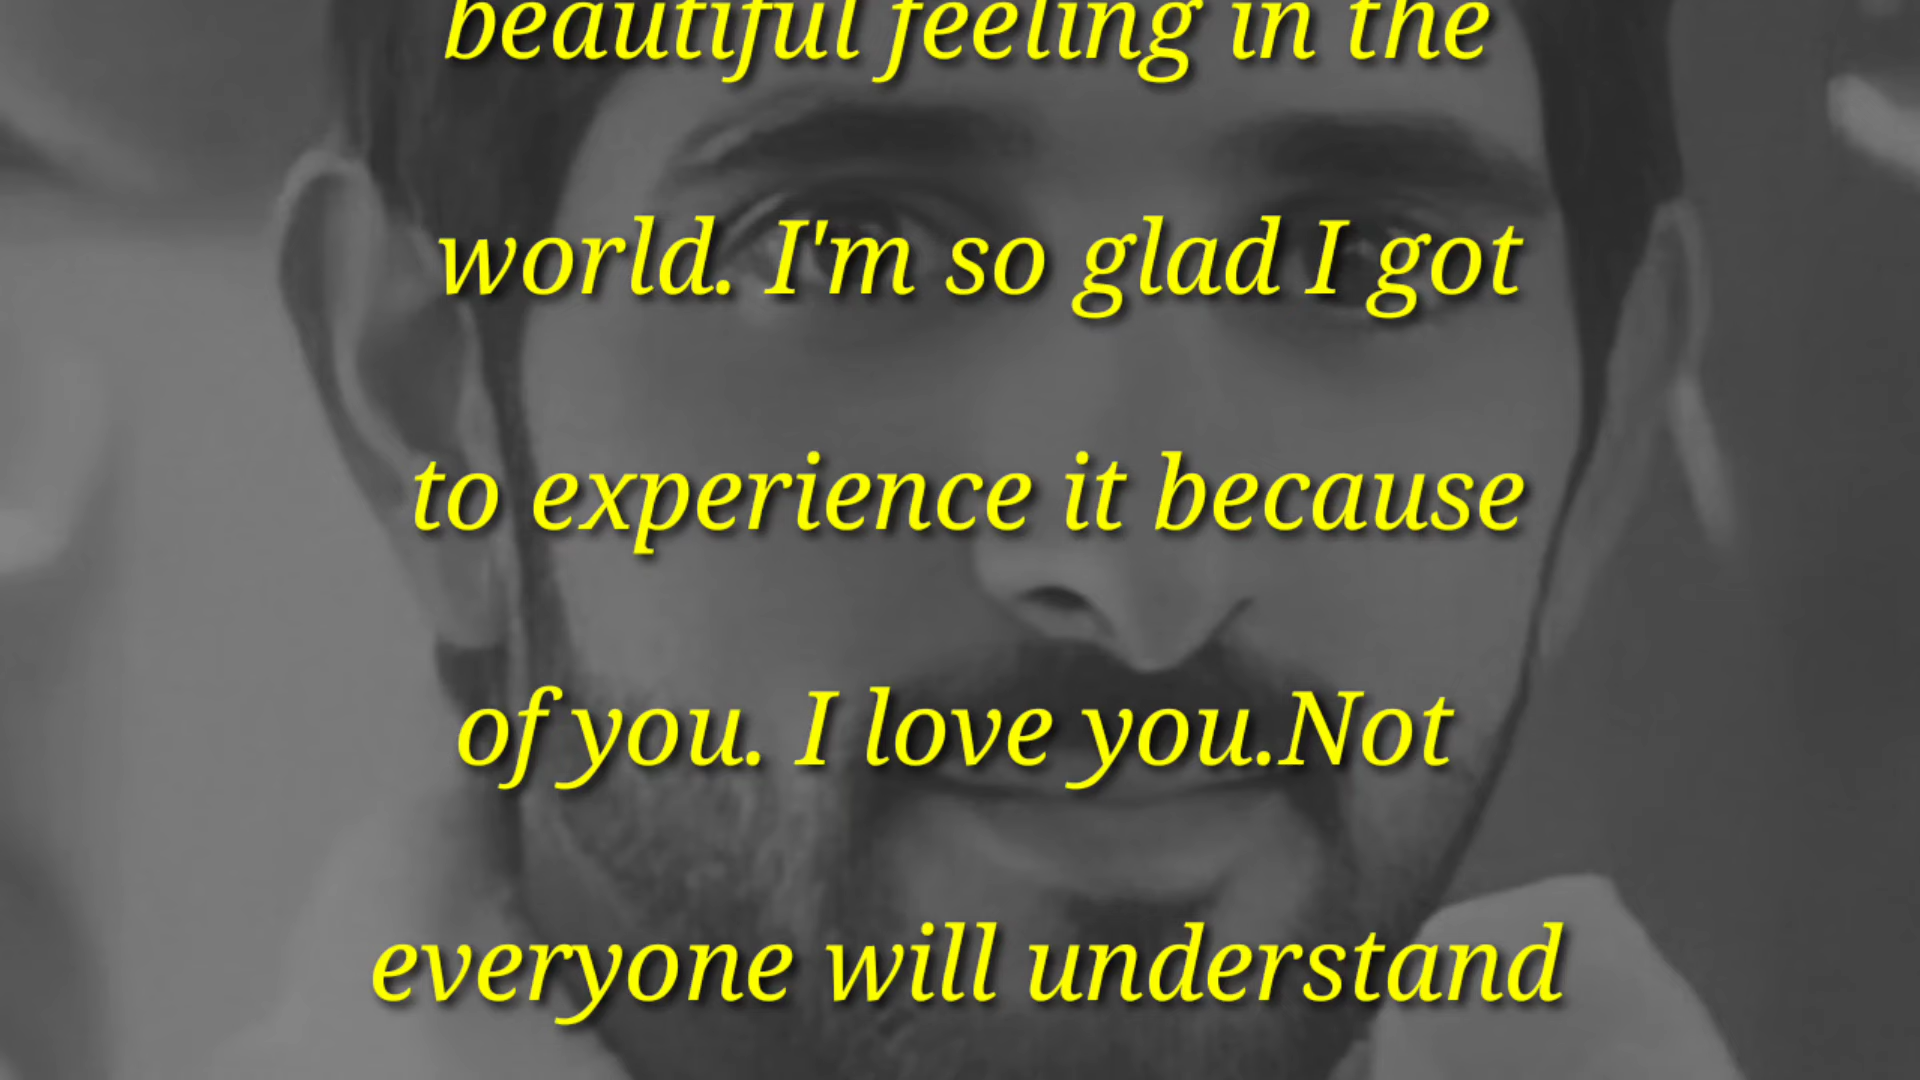 beautiful feeling in the
world. I'm so glad I got
to experience it because
of you. I love you.Not
everyone will understand